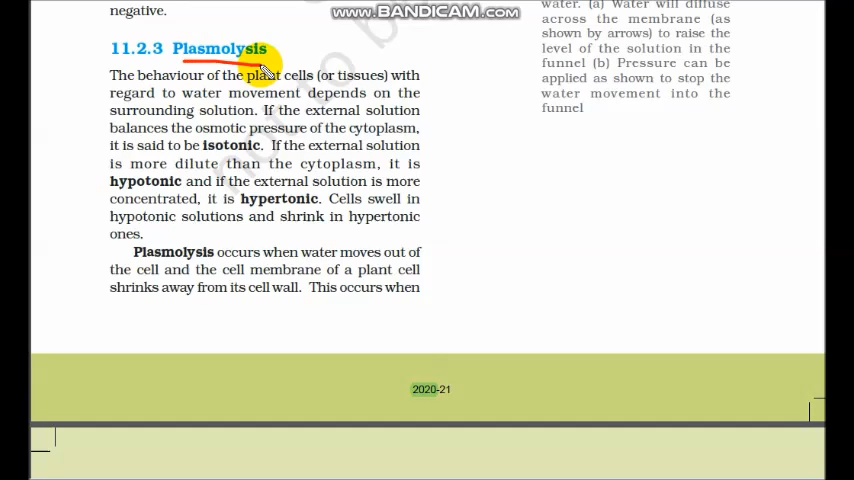 www.BANDICAM.com
negative.
11.2.3 Plasmolysis
The behaviour of the plant cells (or tissues) with
regard to water movement depends on the
surrounding solution. If the external solution
balances the osmotic pressure of the cytoplasm,
it is said to be isotonic. If the external solution
is more dilute than the cytoplasm, it is
hypotonic and if the external solution is more
concentrated, it is hypertonic. Cells swell in
hypotonic solutions and shrink in hypertonic
ones.
Plasmolysis occurs when water moves out of
the cell and the cell membrane of a plant cell
shrinks away from its cell wall. This occurs when
water. (a) Water will diffuse
across the membrane (as
shown by arrows) to raise the
level of the solution in the
funnel (b) Pressure can be
applied as shown to stop the
water movement into the
funnel
not to b
2020-21